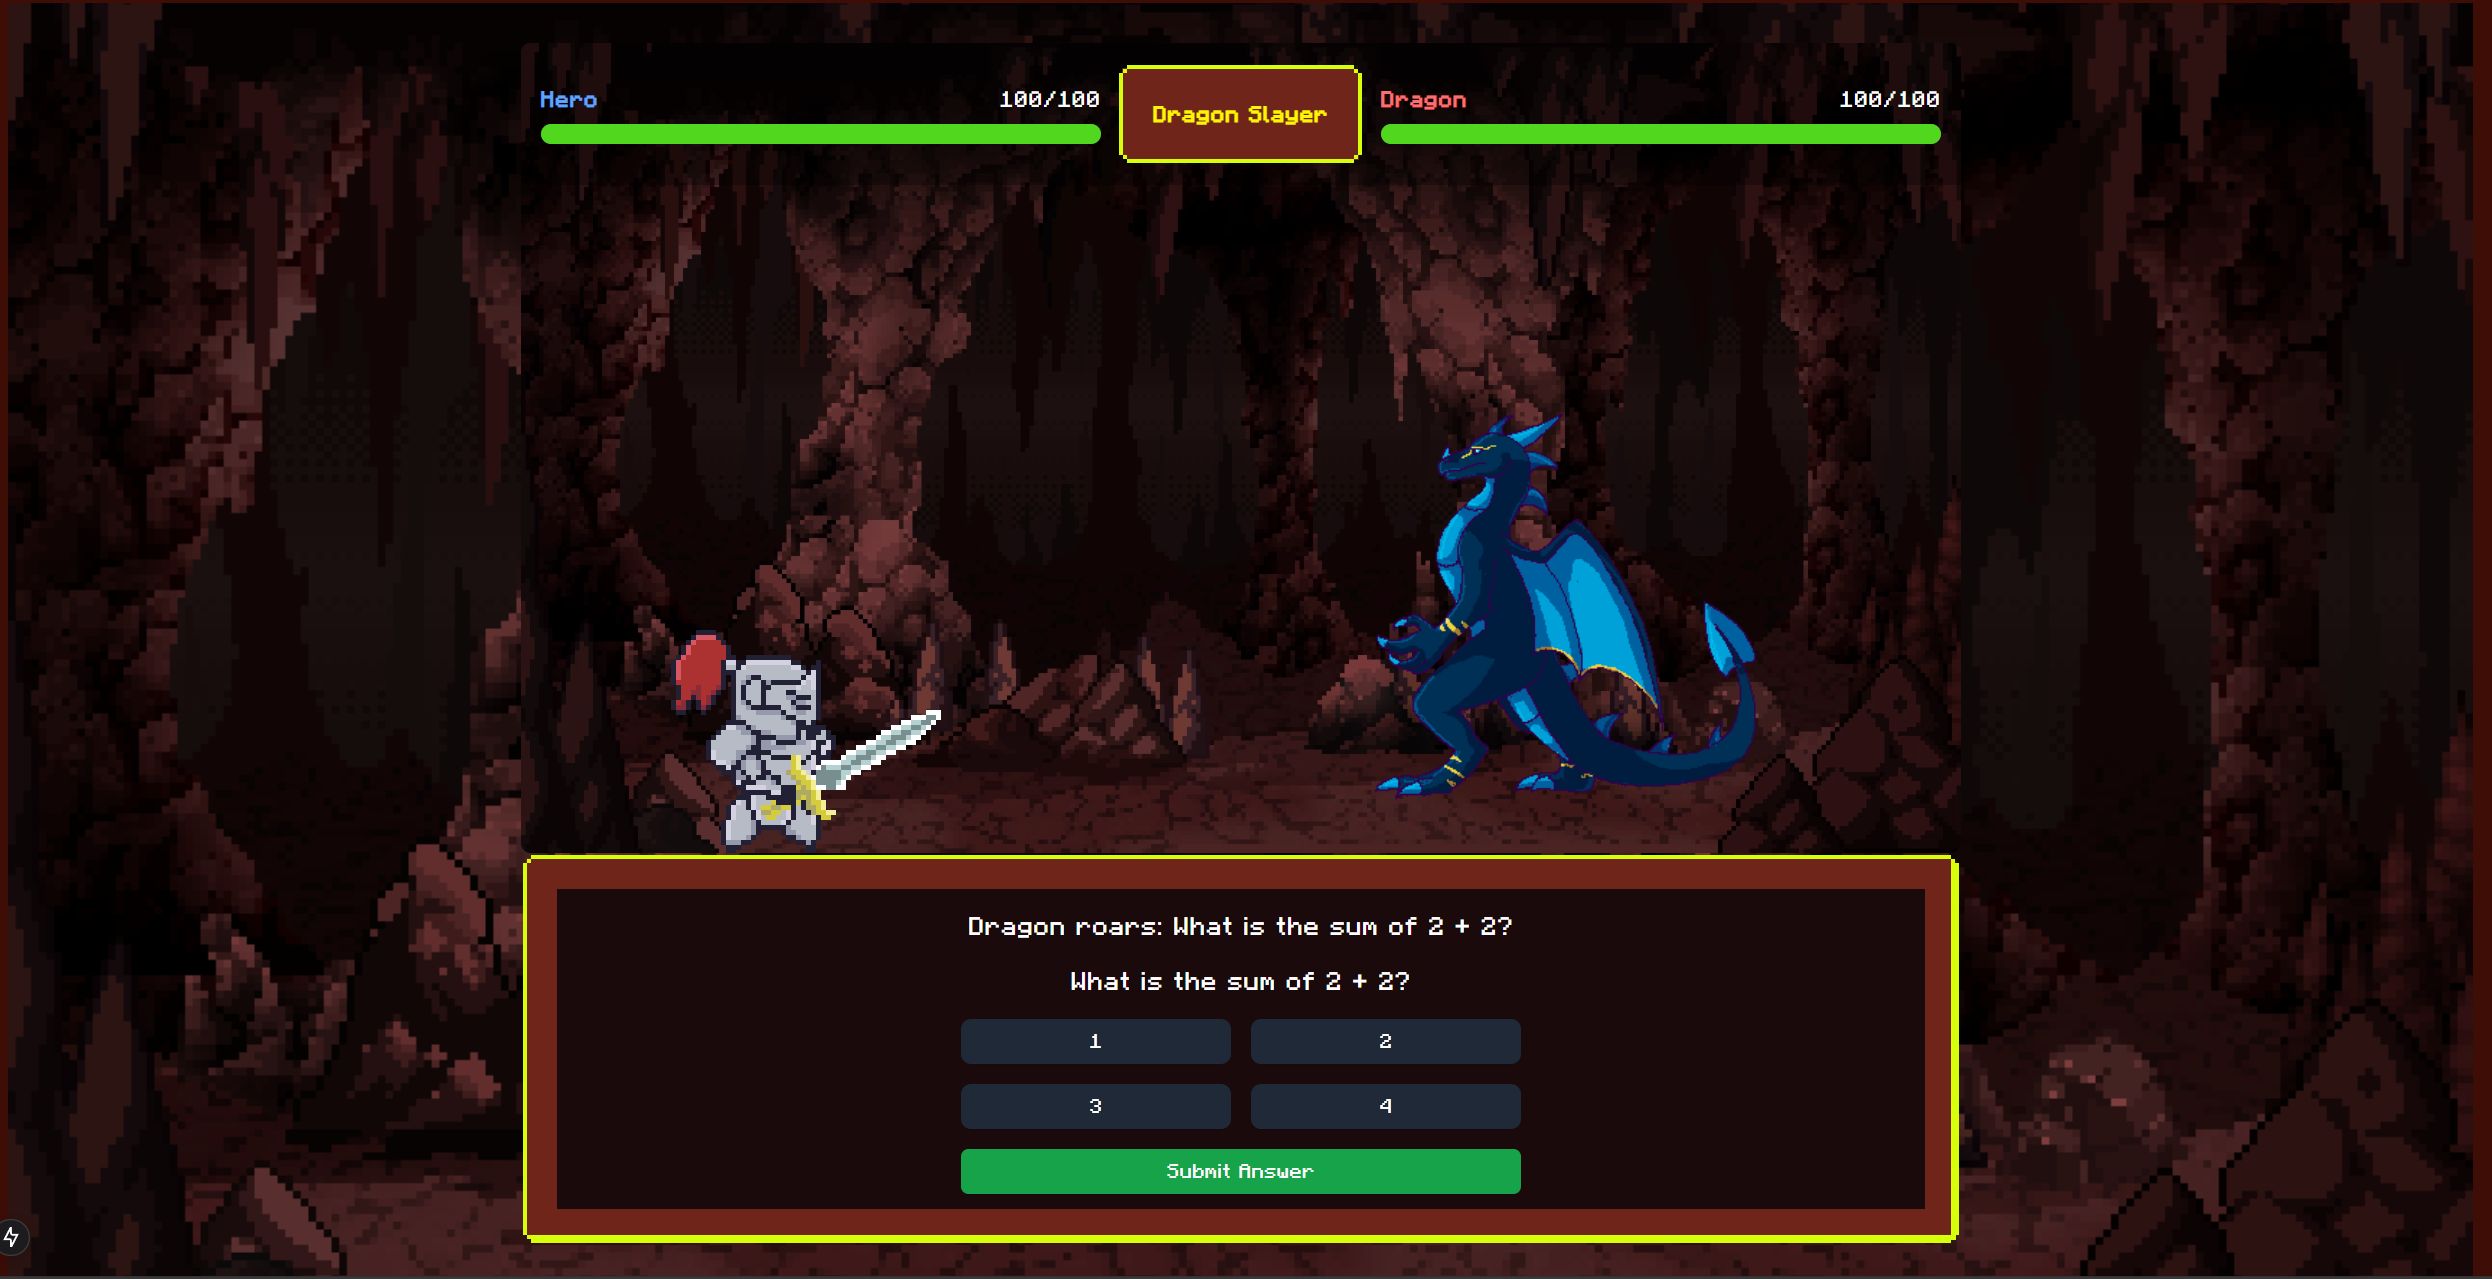 Hero
100/100
Dragon Slayer
Dragon
100/100
Dragon roars: What is the sum of 2 + 2?
What is the sum of 2 + 2?
1
2
3
4
Submit Answer